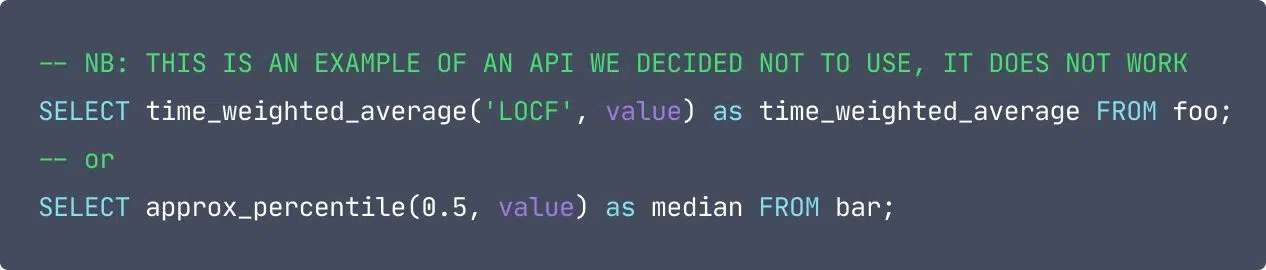 -- NB: THIS IS AN EXAMPLE OF AN API WE DECIDED NOT TO USE, IT DOES NOT WORK
SELECT time_weighted_average('LOCF', value) as time_weighted_average FROM foo;
-- or
SELECT approx_percentile(0.5, value) as median FROM bar;